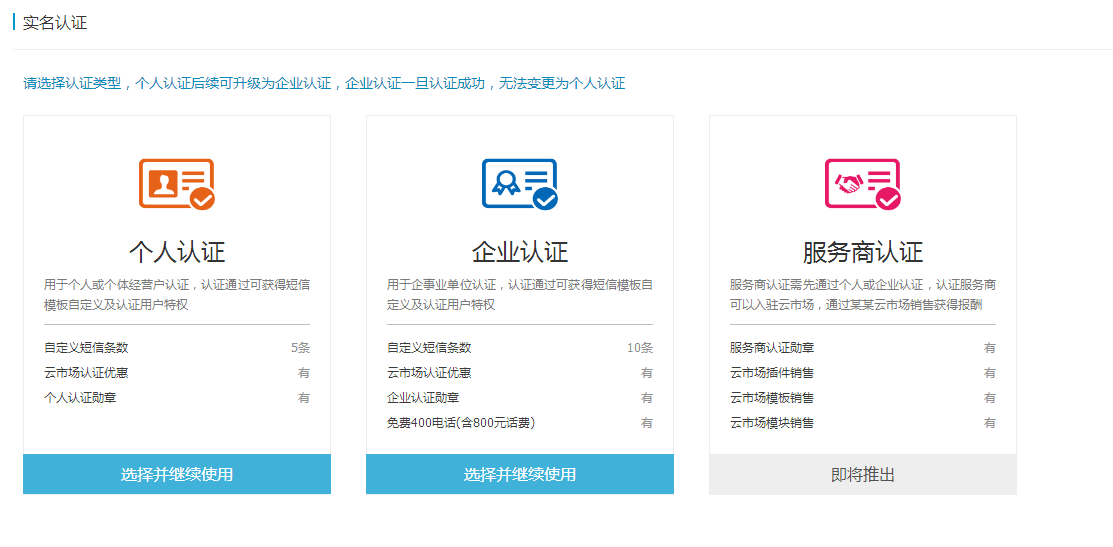 实名认证
请选择认证类型，个人认证后续可升级为企业认证，企业认证一旦认证成功，无法变更为个人认证
个人认证
用于个人或个体经营户认证，认证通过可获得短信
模板自定义及认证用户特权
自定义短信条数 5条
云市场认证优惠 有
个人认证勋章 有
选择并继续使用
企业认证
用于企事业单位认证，认证通过可获得短信模板自
定义及认证用户特权
自定义短信条数 10条
云市场认证优惠 有
企业认证勋章 有
免费400电话(含800元话费) 有
选择并继续使用
服务商认证
服务商认证需先通过个人或企业认证，认证服务商
可以入驻云市场，通过某某云市场销售获得报酬
服务商认证勋章 有
云市场插件销售 有
云市场模板销售 有
云市场模块销售 有
即将推出